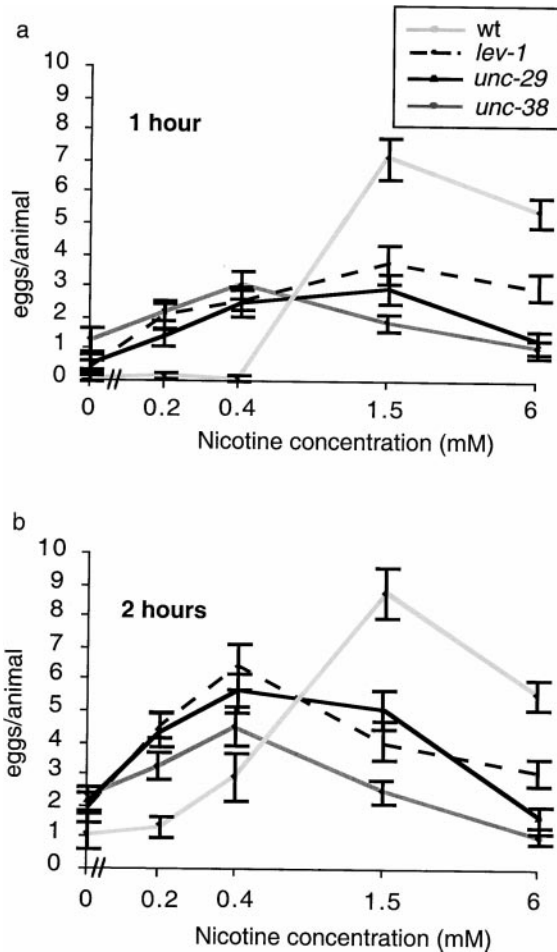 a
wt
lev-1
unc-29
unc-38
1 hour
eggs/animal
10
9
8
7
6
5
4
3
2
1
0
0 0.2 0.4 1.5 6
Nicotine concentration (mM)
b
2 hours
eggs/animal
10
9
8
7
6
5
4
3
2
1
0
0 0.2 0.4 1.5 6
Nicotine concentration (mM)